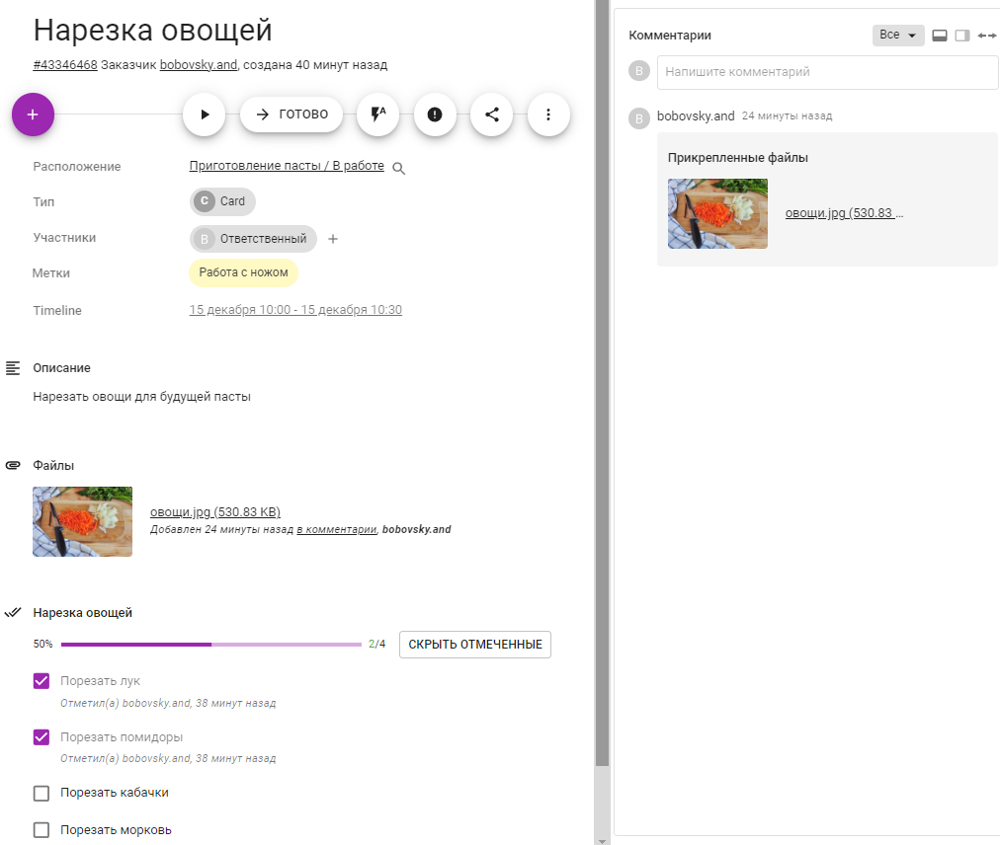 Нарезка овощей
#43346468 Заказчик bobovsky.and, создана 40 минут назад
ГОТОВО
Расположение Приготовление пасты / В работе
Тип C Card
Участники B Ответственный
Метки Работа с ножом
Timeline 15 декабря 10:00 - 15 декабря 10:30
Описание
Нарезать овощи для будущей пасты
Файлы
овощи.jpg (530.83 KB)
Добавлен 24 минуты назад в комментарии, bobovsky.and
Нарезка овощей
50% 2/4 СКРЫТЬ ОТМЕЧЕННЫЕ
Порезать лук
Отметил(а) bobovsky.and, 38 минут назад
Порезать помидоры
Отметил(а) bobovsky.and, 38 минут назад
Порезать кабачки
Порезать морковь
Комментарии Все
B Напишите комментарий
B bobovsky.and 24 минуты назад
Прикрепленные файлы
овощи.jpg (530.83 ...